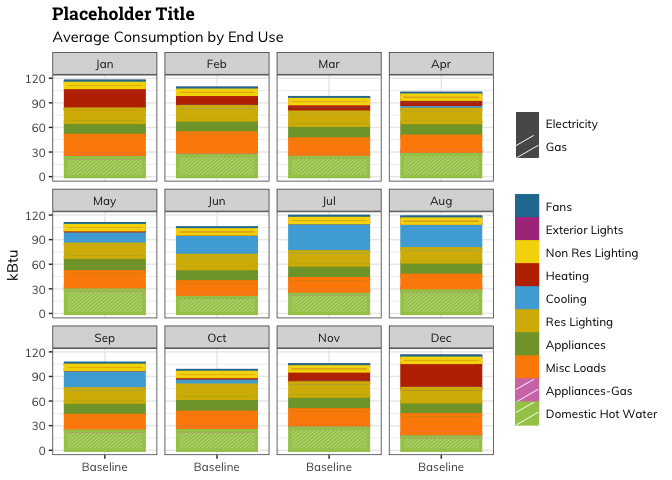 Placeholder Title
Average Consumption by End Use
Jan Feb Mar Apr
120
90
60
30
0
May Jun Jul Aug
120
90
60
30
0
Sep Oct Nov Dec
120
90
60
30
0
Baseline Baseline Baseline Baseline
kBtu
Electricity
Gas
Fans
Exterior Lights
Non Res Lighting
Heating
Cooling
Res Lighting
Appliances
Misc Loads
Appliances-Gas
Domestic Hot Water